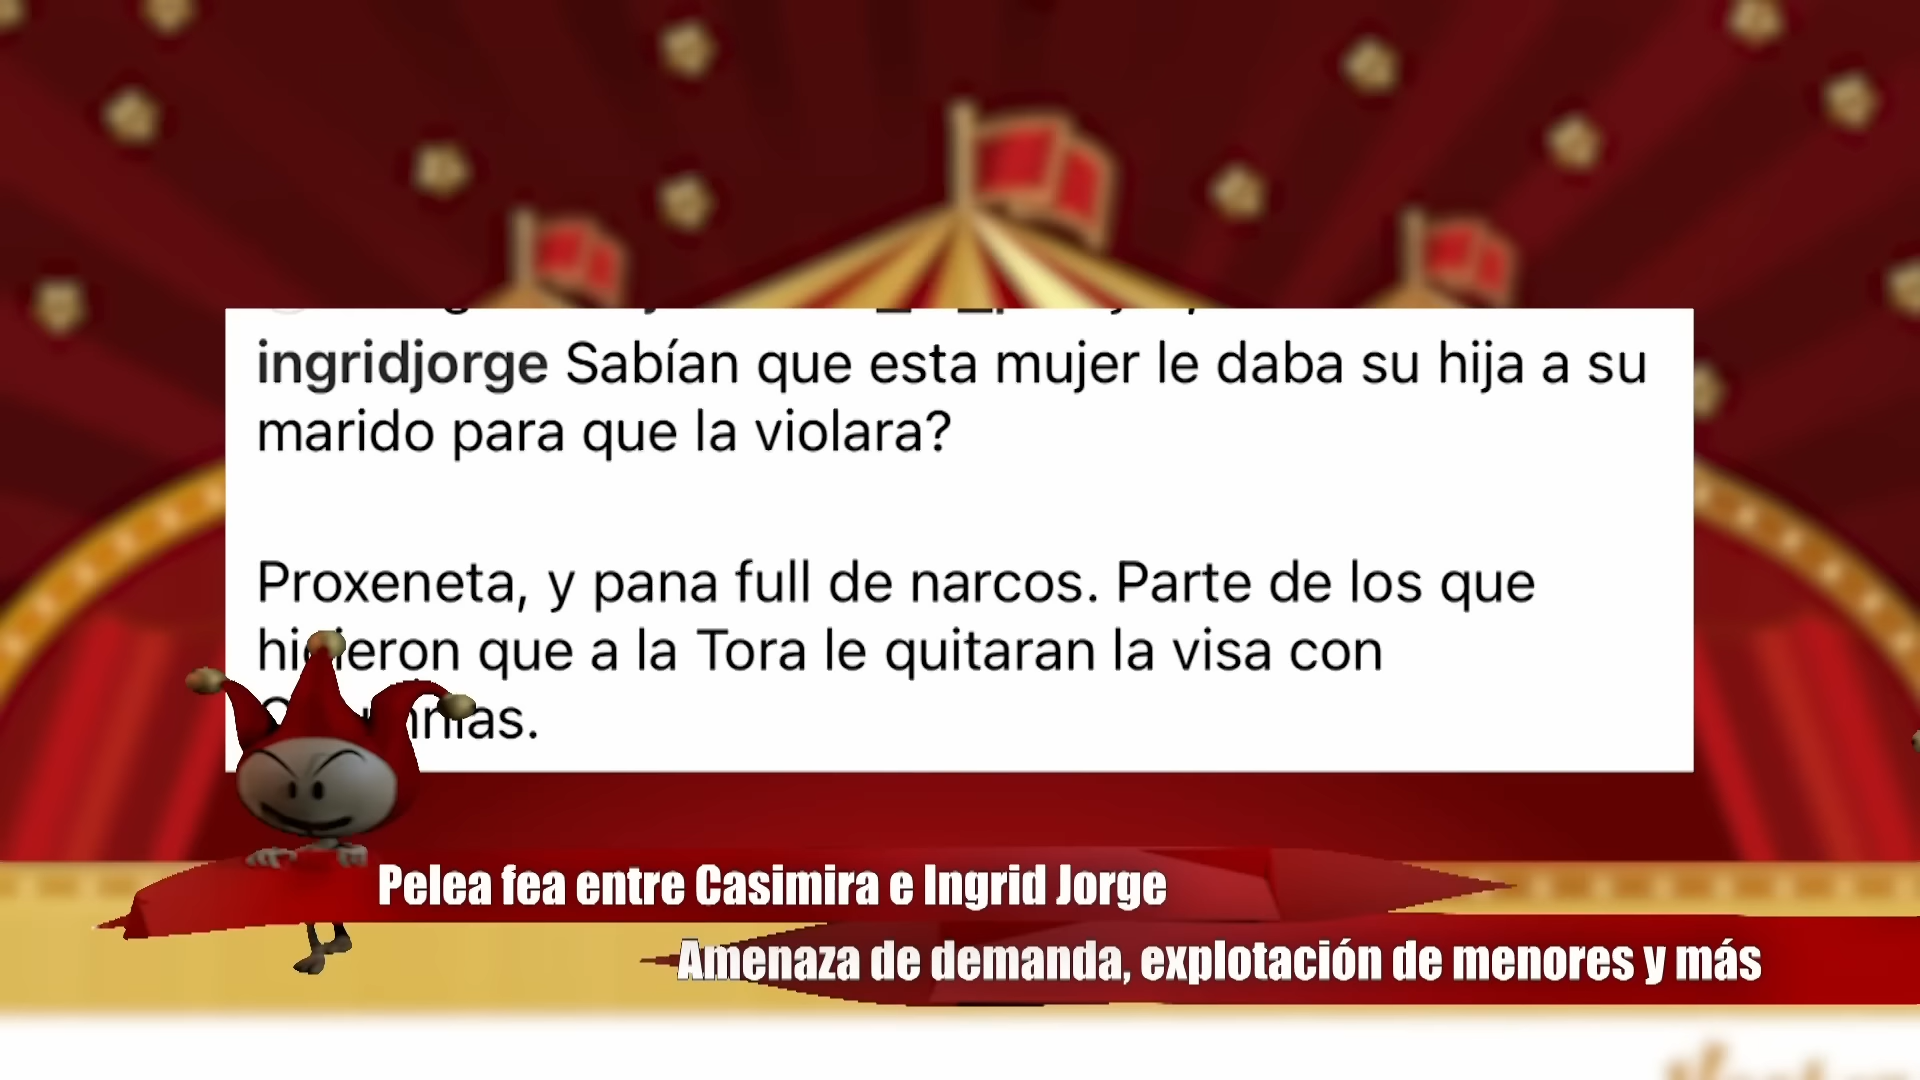 ingridjorge Sabían que esta mujer le daba su hija a su
marido para que la violara?
Proxeneta, y pana full de narcos. Parte de los que
que a la Tora le quitaran la visa con
Pelea fea entre Casimira e Ingrid Jorge
Amenaza de demanda, explotación de menores y más